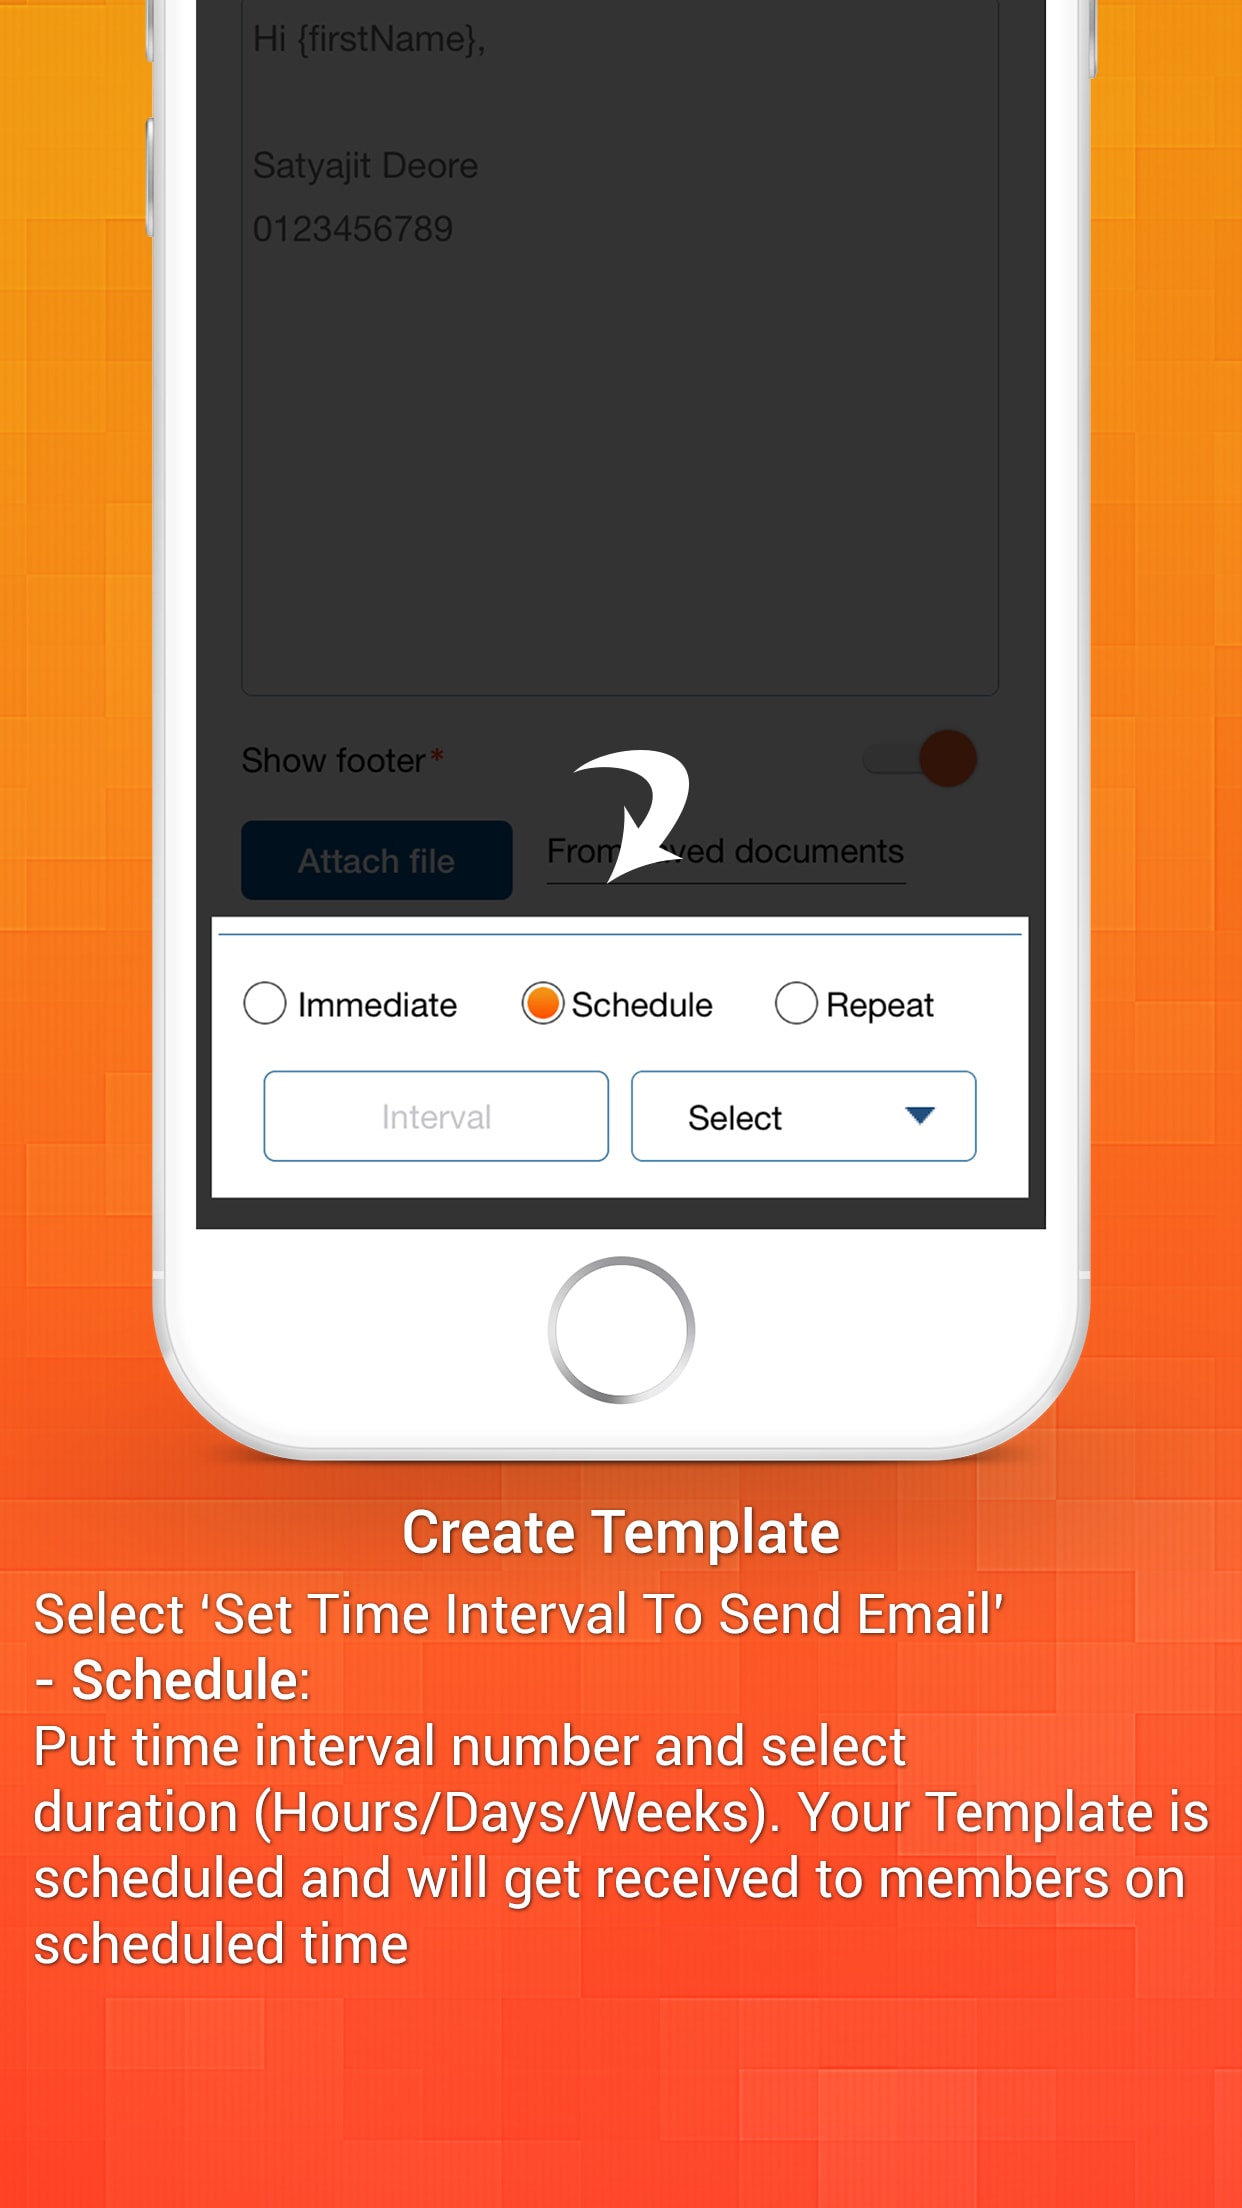 Hi {firstName},
Satyajit Deore
0123456789
Show footer*
Attach file
From ved documents
Immediate
Schedule
Repeat
Interval
Select
Create Template
Select ‘Set Time Interval To Send Email’
- Schedule:
Put time interval number and select
duration (Hours/Days/Weeks). Your Template is
scheduled and will get received to members on
scheduled time